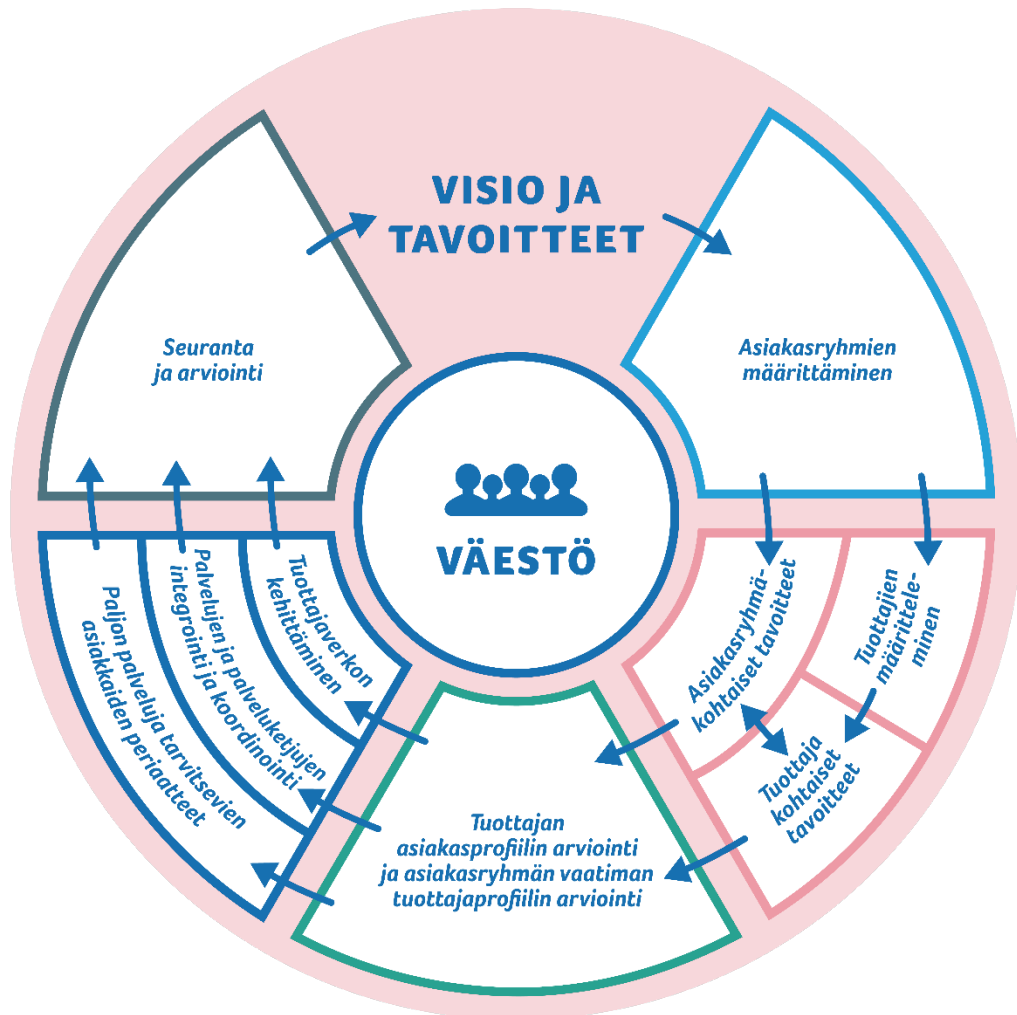 VISIO JA
TAVOITTEET
Asiakasryhmien
määrittäminen
Tuottajien
määrittele-
minen
Asiakasryhmä-
kohtaiset tavoitteet
Tuottaja
kohtaiset
tavoitteet
Tuottajan
asiakasprofiilin arviointi
ja asiakasryhmän vaatiman
tuottajaprofiilin arviointi
Tuottajaverkon
kehittäminen
Palvelujen ja palveluketjujen
integrointi ja koordinointi
Paljon palveluja tarvitsevien
asiakkaiden periaatteet
Seuranta
ja arviointi
VÄESTÖ